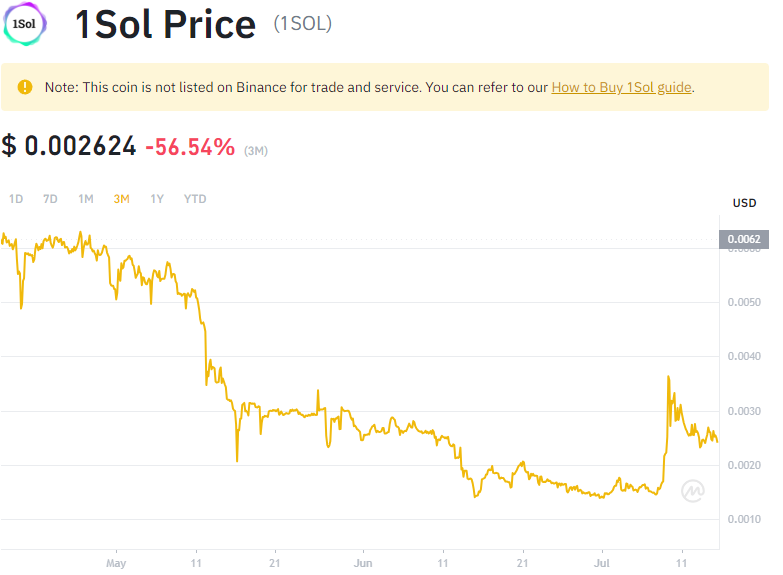 1Sol
1Sol Price (1SOL)
Note: This coin is not listed on Binance for trade and service. You can refer to our How to Buy 1Sol guide.
$ 0.002624 -56.54% (3M)
1D 7D 1M 3M 1Y YTD
USD
0.0062
0.0050
0.0040
0.0030
0.0020
0.0010
May 11 21 Jun 11 21 Jul 11